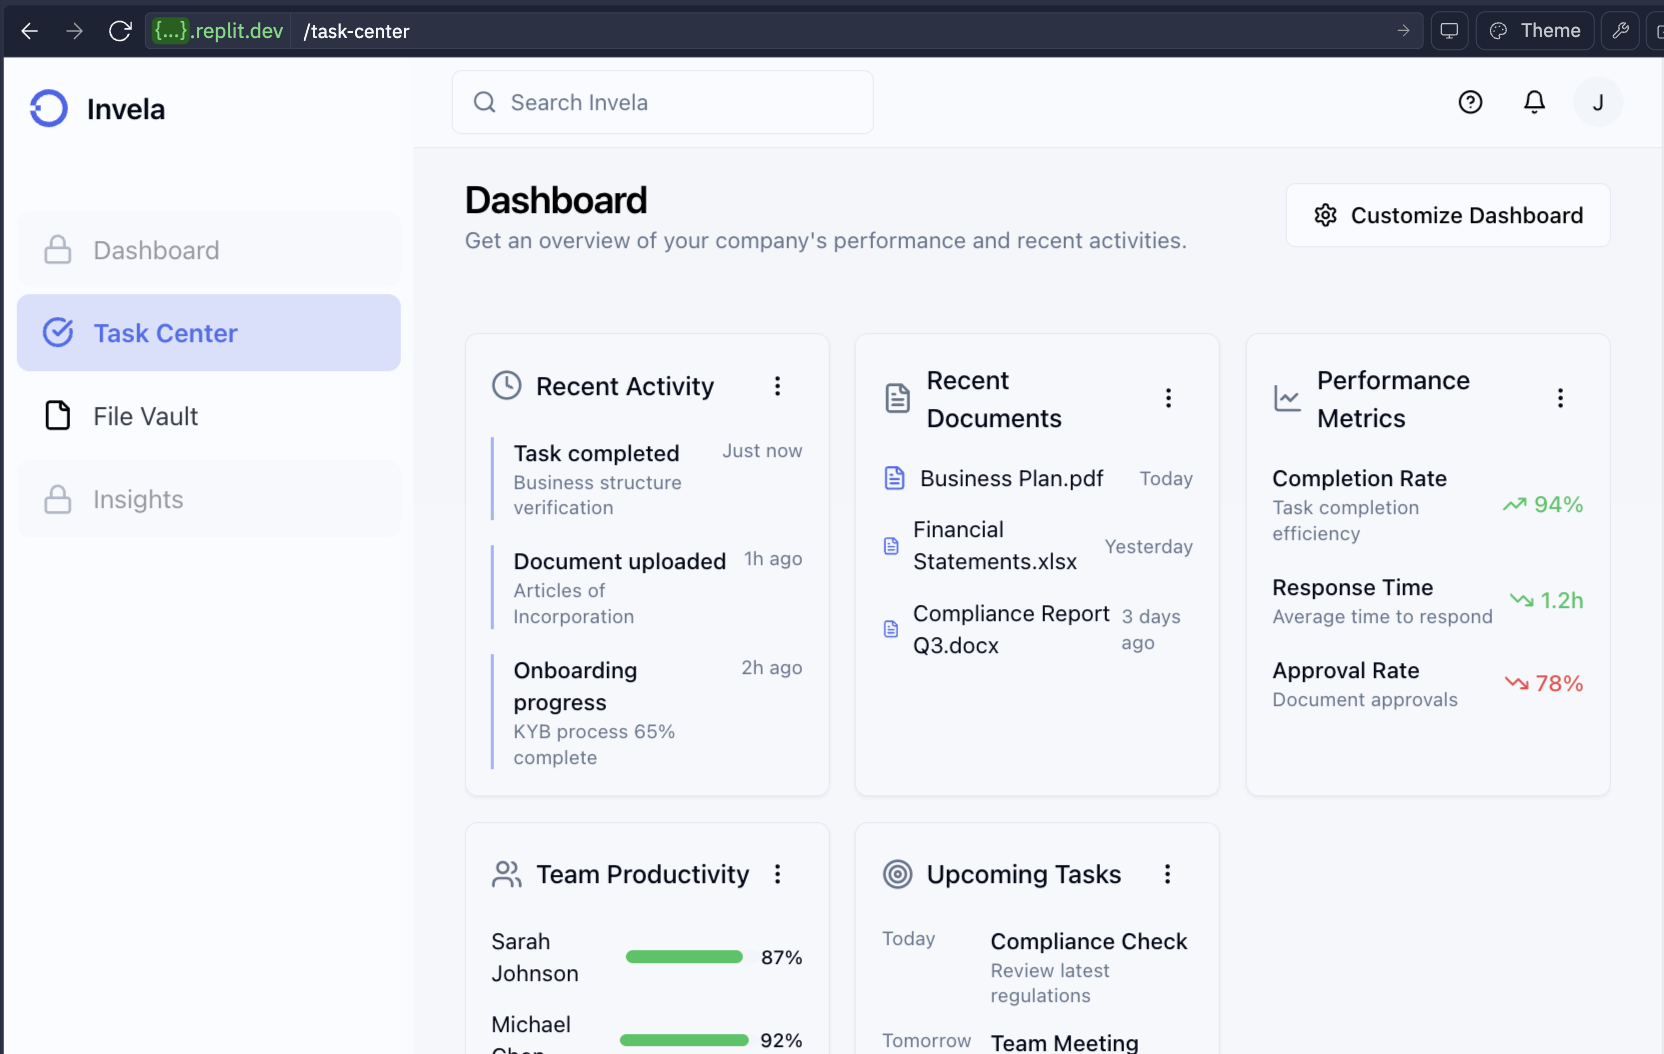 {...}.replit.dev /task-center
Theme
Invela
Search Invela
J
Dashboard
Task Center
File Vault
Insights
Dashboard
Get an overview of your company's performance and recent activities.
Customize Dashboard
Recent Activity
Task completed Just now
Business structure
verification
Document uploaded 1h ago
Articles of
Incorporation
Onboarding 2h ago
progress
KYB process 65%
complete
Recent
Documents
Business Plan.pdf Today
Financial
Statements.xlsx
Yesterday
Compliance Report
Q3.docx
3 days
ago
Performance
Metrics
Completion Rate
Task completion
efficiency
94%
Response Time
Average time to respond
1.2h
Approval Rate
Document approvals
78%
Team Productivity
Sarah
Johnson
87%
Michael
92%
Upcoming Tasks
Today Compliance Check
Review latest
regulations
Tomorrow Team Meeting